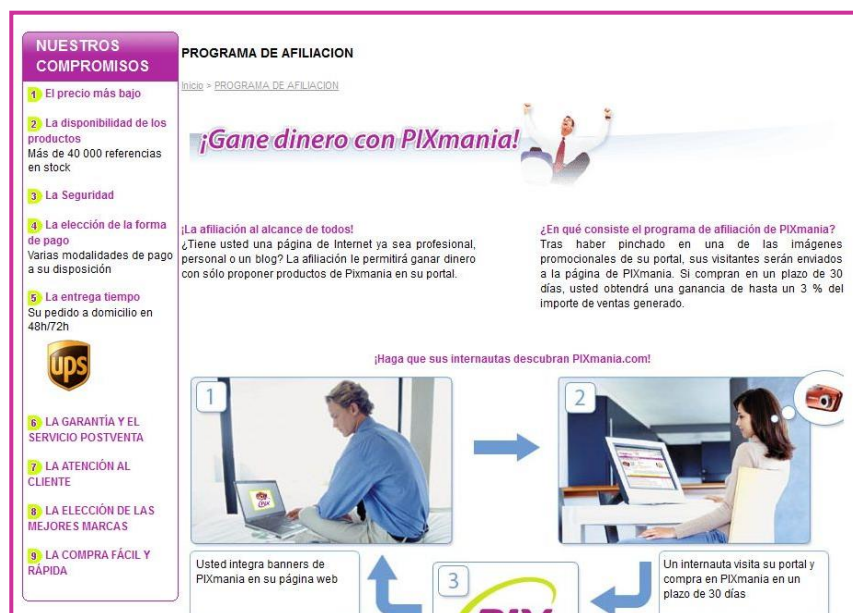 NUESTROS
COMPROMISOS
1 El precio más bajo
2 La disponibilidad de los
productos
Más de 40 000 referencias
en stock
3 La Seguridad
4 La elección de la forma
de pago
Varias modalidades de pago
a su disposición
5 La entrega tiempo
Su pedido a domicilio en
48h/72h
ups
6 LA GARANTÍA Y EL
SERVICIO POSTVENTA
7 LA ATENCIÓN AL
CLIENTE
8 LA ELECCIÓN DE LAS
MEJORES MARCAS
9 LA COMPRA FÁCIL Y
RÁPIDA
PROGRAMA DE AFILIACION
Inicio > PROGRAMA DE AFILIACION
¡Gane dinero con PIXmania!
¡La afiliación al alcance de todos!
¿Tiene usted una página de Internet ya sea profesional,
personal o un blog? La afiliación le permitirá ganar dinero
con sólo proponer productos de Pixmania en su portal.
¿En qué consiste el programa de afiliación de PIXmania?
Tras haber pinchado en una de las imágenes
promocionales de su portal, sus visitantes serán enviados
a la página de PIXmania. Si compran en un plazo de 30
días, usted obtendrá una ganancia de hasta un 3 % del
importe de ventas generado.
¡Haga que sus internautas descubran PIXmania.com!
1
PIX
2
Usted integra banners de
PIXmania en su página web
3
PIX
Un internauta visita su portal y
compra en PIXmania en un
plazo de 30 días